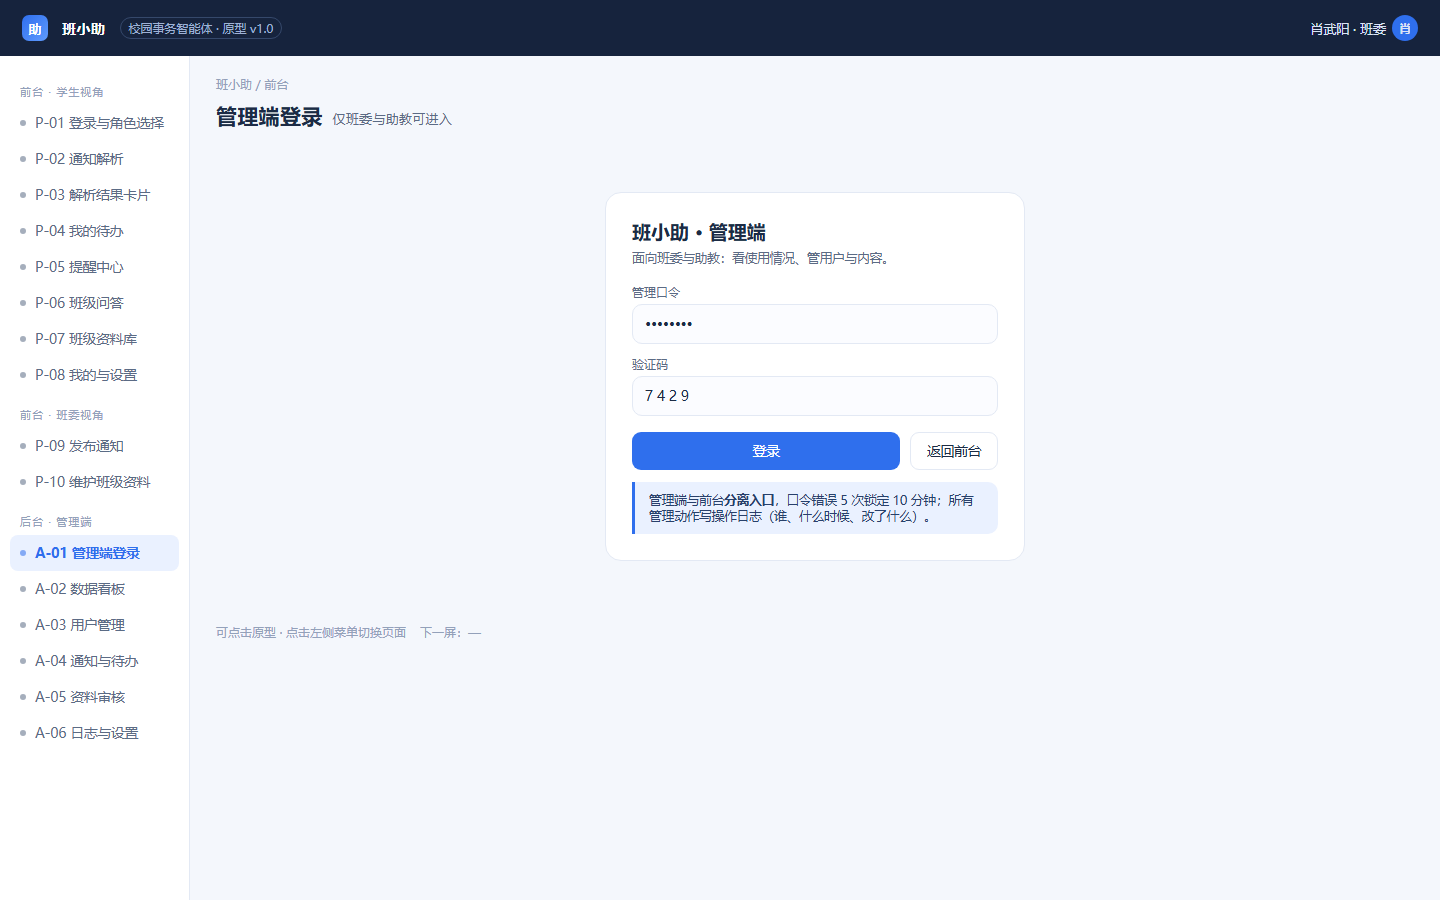 助 班小助 校园事务智能体 · 原型 v1.0 肖武阳 · 班委 肖
前台 · 学生视角
P-01 登录与角色选择
P-02 通知解析
P-03 解析结果卡片
P-04 我的待办
P-05 提醒中心
P-06 班级问答
P-07 班级资料库
P-08 我的与设置
前台 · 班委视角
P-09 发布通知
P-10 维护班级资料
后台 · 管理端
A-01 管理端登录
A-02 数据看板
A-03 用户管理
A-04 通知与待办
A-05 资料审核
A-06 日志与设置
班小助 / 前台
管理端登录 仅班委与助教可进入
班小助 · 管理端
面向班委与助教：看使用情况、管用户与内容。
管理口令
••••••••
验证码
7 4 2 9
登录 返回前台
管理端与前台分离入口，口令错误 5 次锁定 10 分钟；所有
管理动作写操作日志（谁、什么时候、改了什么）。
可点击原型 · 点击左侧菜单切换页面 下一屏：—